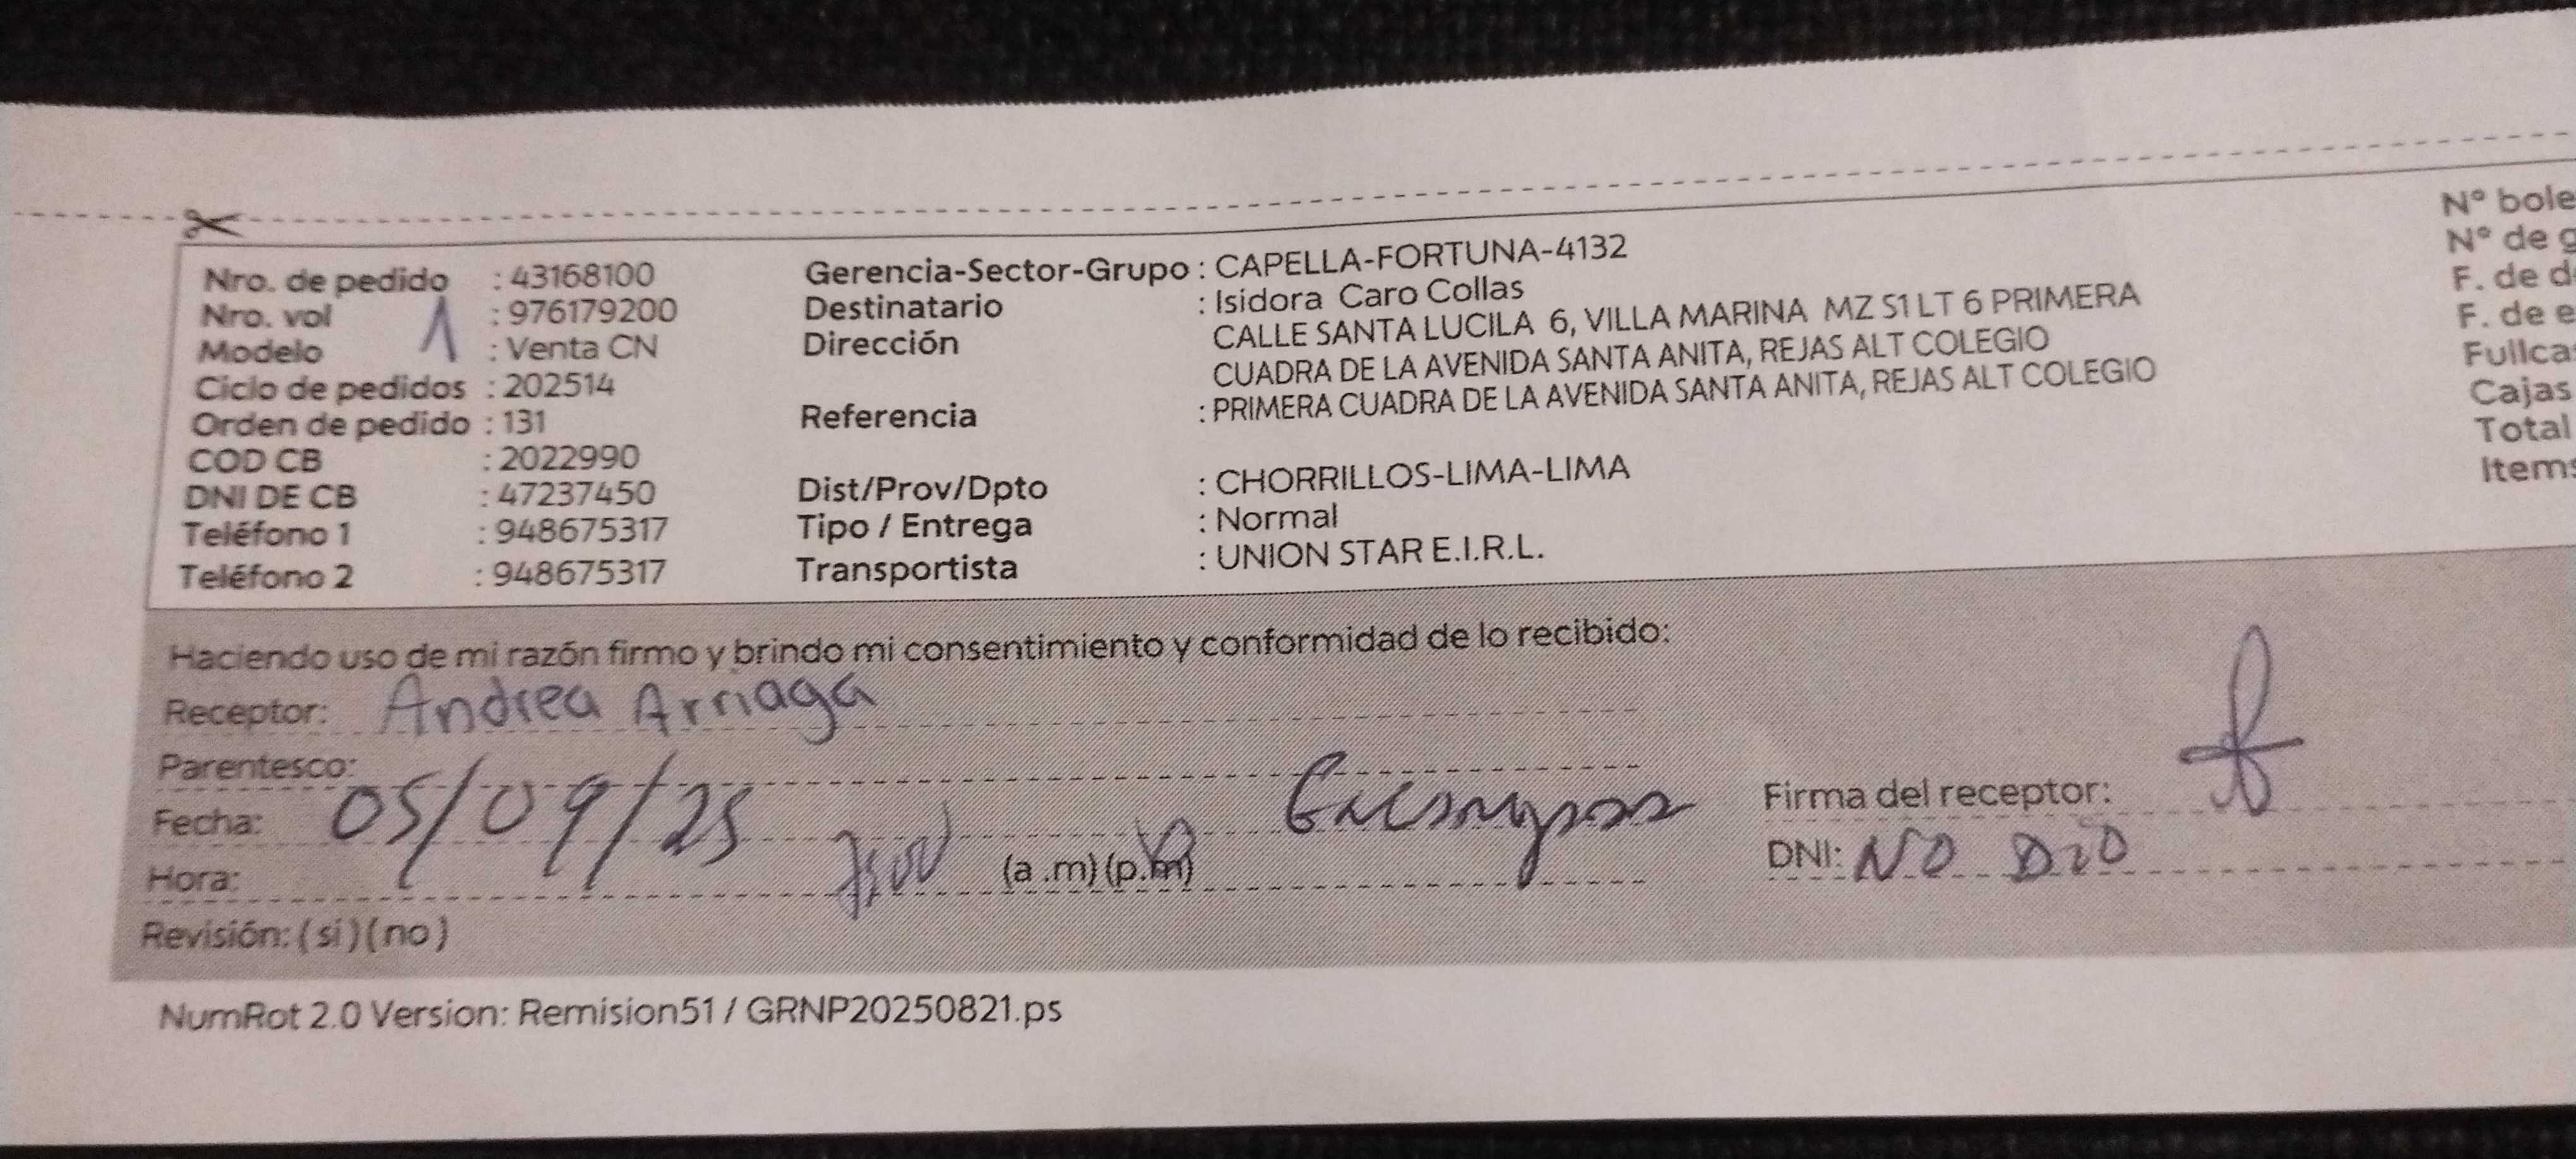 Nro. de pedido : 43168100
Nro. vol : 976179200
1
Modelo : Venta CN
Ciclo de pedidos : 202514
Orden de pedido : 131
COD CB : 2022990
DNI DE CB : 47237450
Teléfono 1 : 948675317
Teléfono 2 : 948675317
Gerencia-Sector-Grupo : CAPELLA-FORTUNA-4132
Destinatario : Isidora Caro Collas
Dirección : CALLE SANTA LUCILA 6, VILLA MARINA MZ S1 LT 6 PRIMERA
CUADRA DE LA AVENIDA SANTA ANITA, REJAS ALT COLEGIO
Referencia : PRIMERA CUADRA DE LA AVENIDA SANTA ANITA, REJAS ALT COLEGIO
Dist/Prov/Dpto : CHORRILLOS-LIMA-LIMA
Tipo / Entrega : Normal
Transportista : UNION STAR E.I.R.L.
N° bole
N° de g
F. de d
F. de e
Fullca
Cajas
Total
Items
Haciendo uso de mi razón firmo y brindo mi consentimiento y conformidad de lo recibido:
Receptor: Andrea Arriaga
Parentesco:
Fecha: 05/09/25
Hora: (a .m) (p.m)
Revisión: ( si ) ( no )
Firma del receptor:
DNI: NO DIO
NumRot 2.0 Version: Remision51 / GRNP20250821.ps